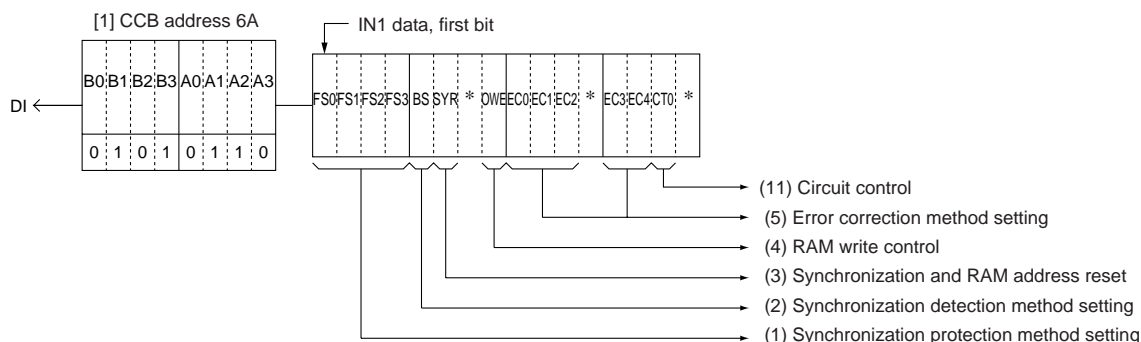 [1] CCB address 6A
IN1 data, first bit
DI
B0 B1 B2 B3 A0 A1 A2 A3
FS0 FS1 FS2 FS3 BS SYR * OWE EC0 EC1 EC2 * EC3 EC4 CT0 *
0 1 0 1 0 1 1 0
(11) Circuit control
(5) Error correction method setting
(4) RAM write control
(3) Synchronization and RAM address reset
(2) Synchronization detection method setting
(1) Synchronization protection method setting